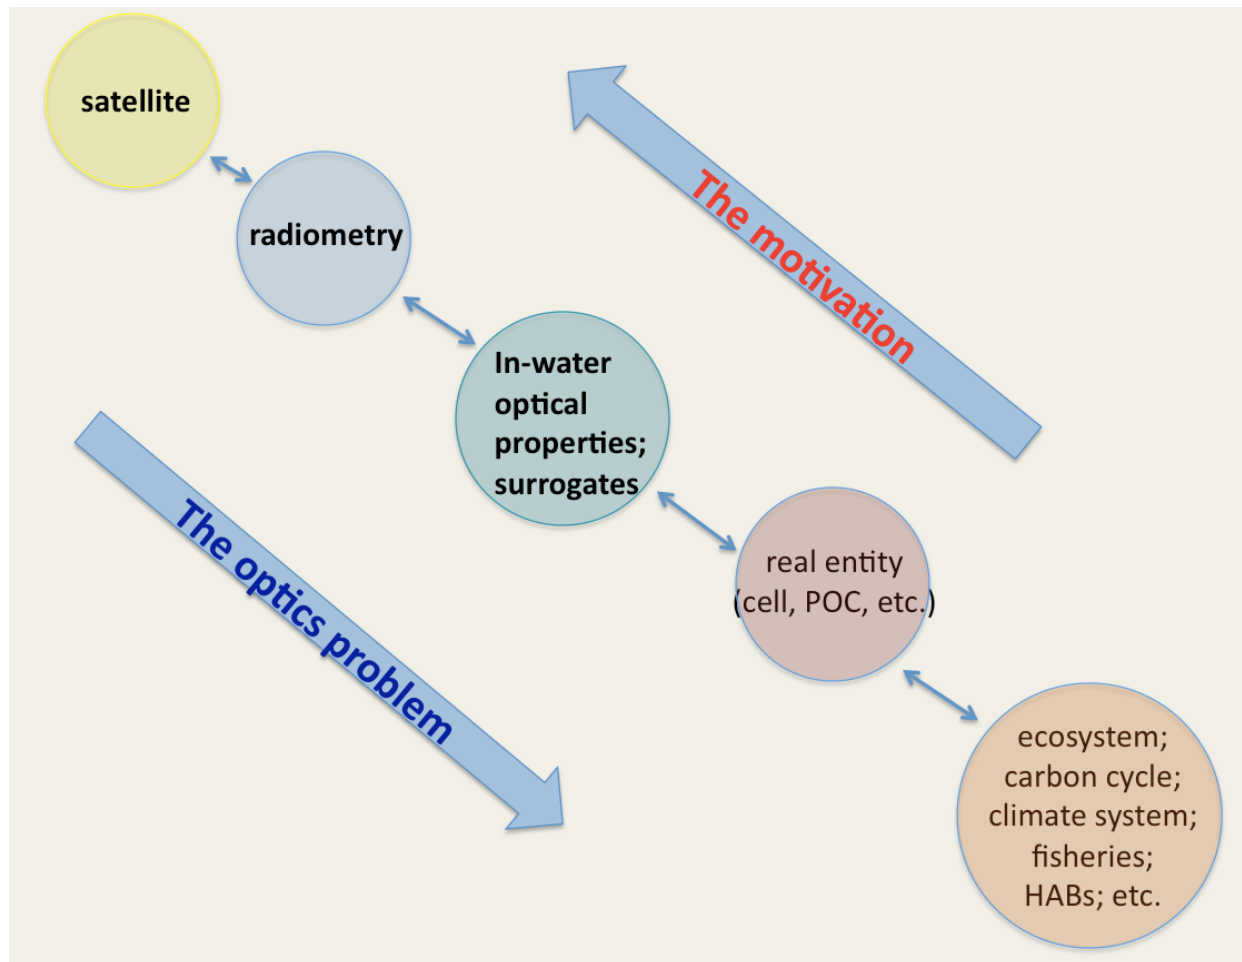 satellite
radiometry
The motivation
In-water
optical
properties;
surrogates
The optics problem
real entity
(cell, POC, etc.)
ecosystem;
carbon cycle;
climate system;
fisheries;
HABs; etc.